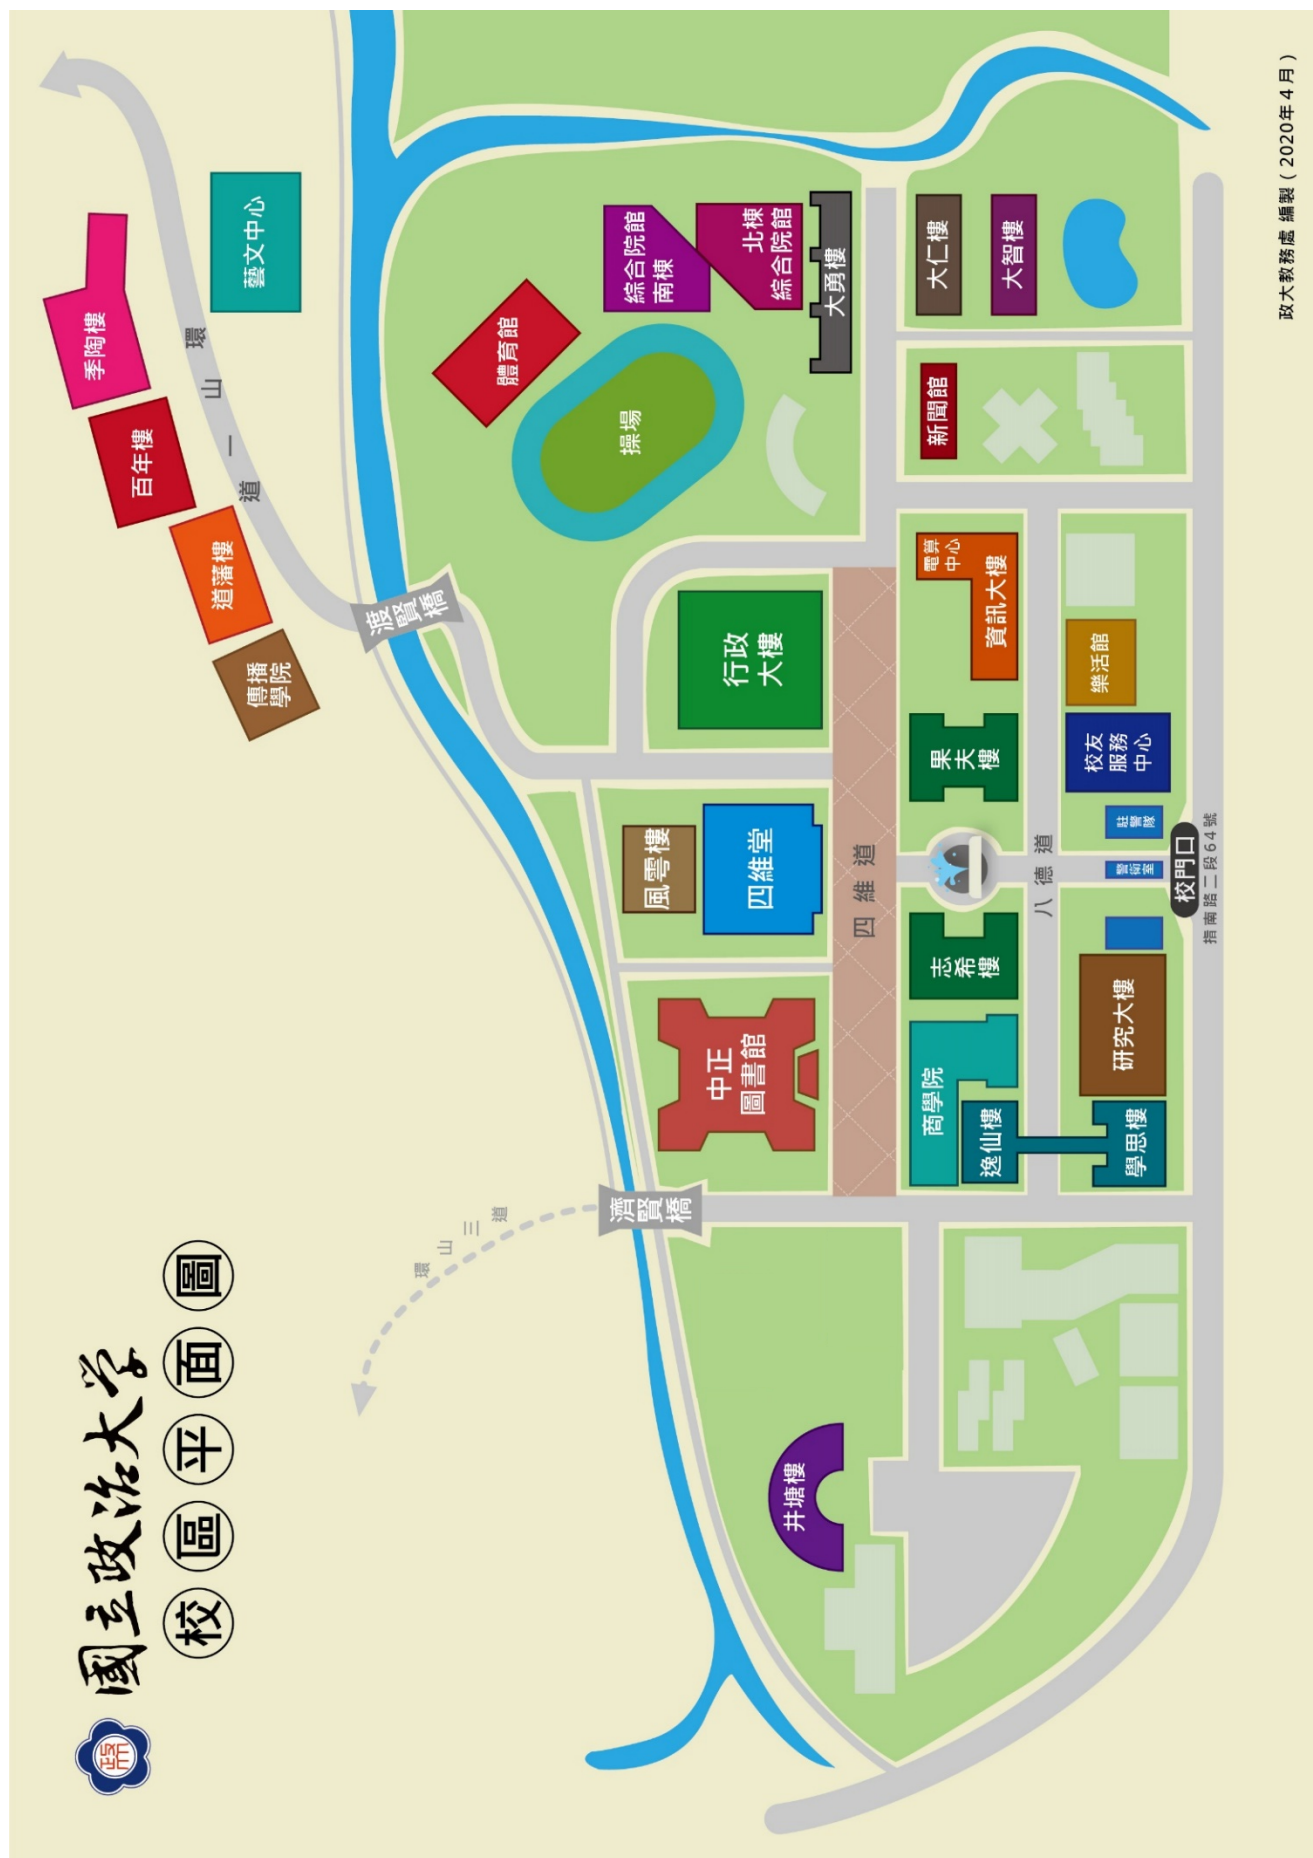 國立政治大学
校區平面圖
政
季陶樓
百年樓
道藩樓
傳播
學院
藝文中心
環山一道
渡賢橋
體育館
操場
綜合院館
南棟
北棟
綜合院館
大勇樓
大仁樓
大智樓
新聞館
行政
大樓
風雩樓
四維堂
中正
圖書館
四維道
電算
中心
資訊大樓
果夫樓
志希樓
商學院
逸仙樓
八德道
樂活館
校友
服務
中心
駐警隊
警衛室
校門口
指南路二段64號
研究大樓
學思樓
濟賢橋
環山三道
井塘樓
政大教務處 編製 ( 2020年4月 )